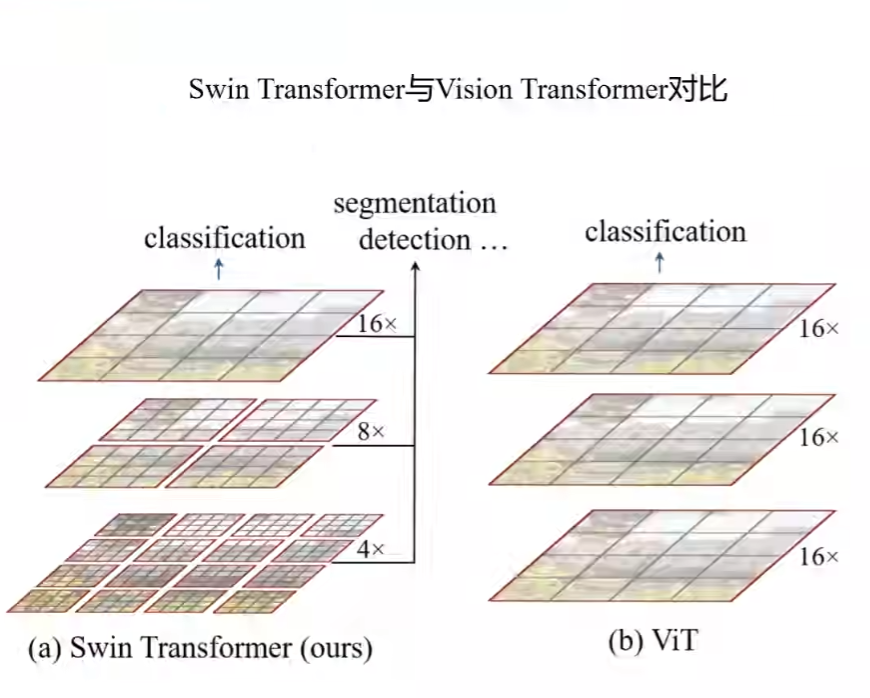 Swin Transformer与Vision Transformer对比
segmentation
detection …
classification
classification
16×
8×
4×
16×
16×
16×
(a) Swin Transformer (ours)
(b) ViT